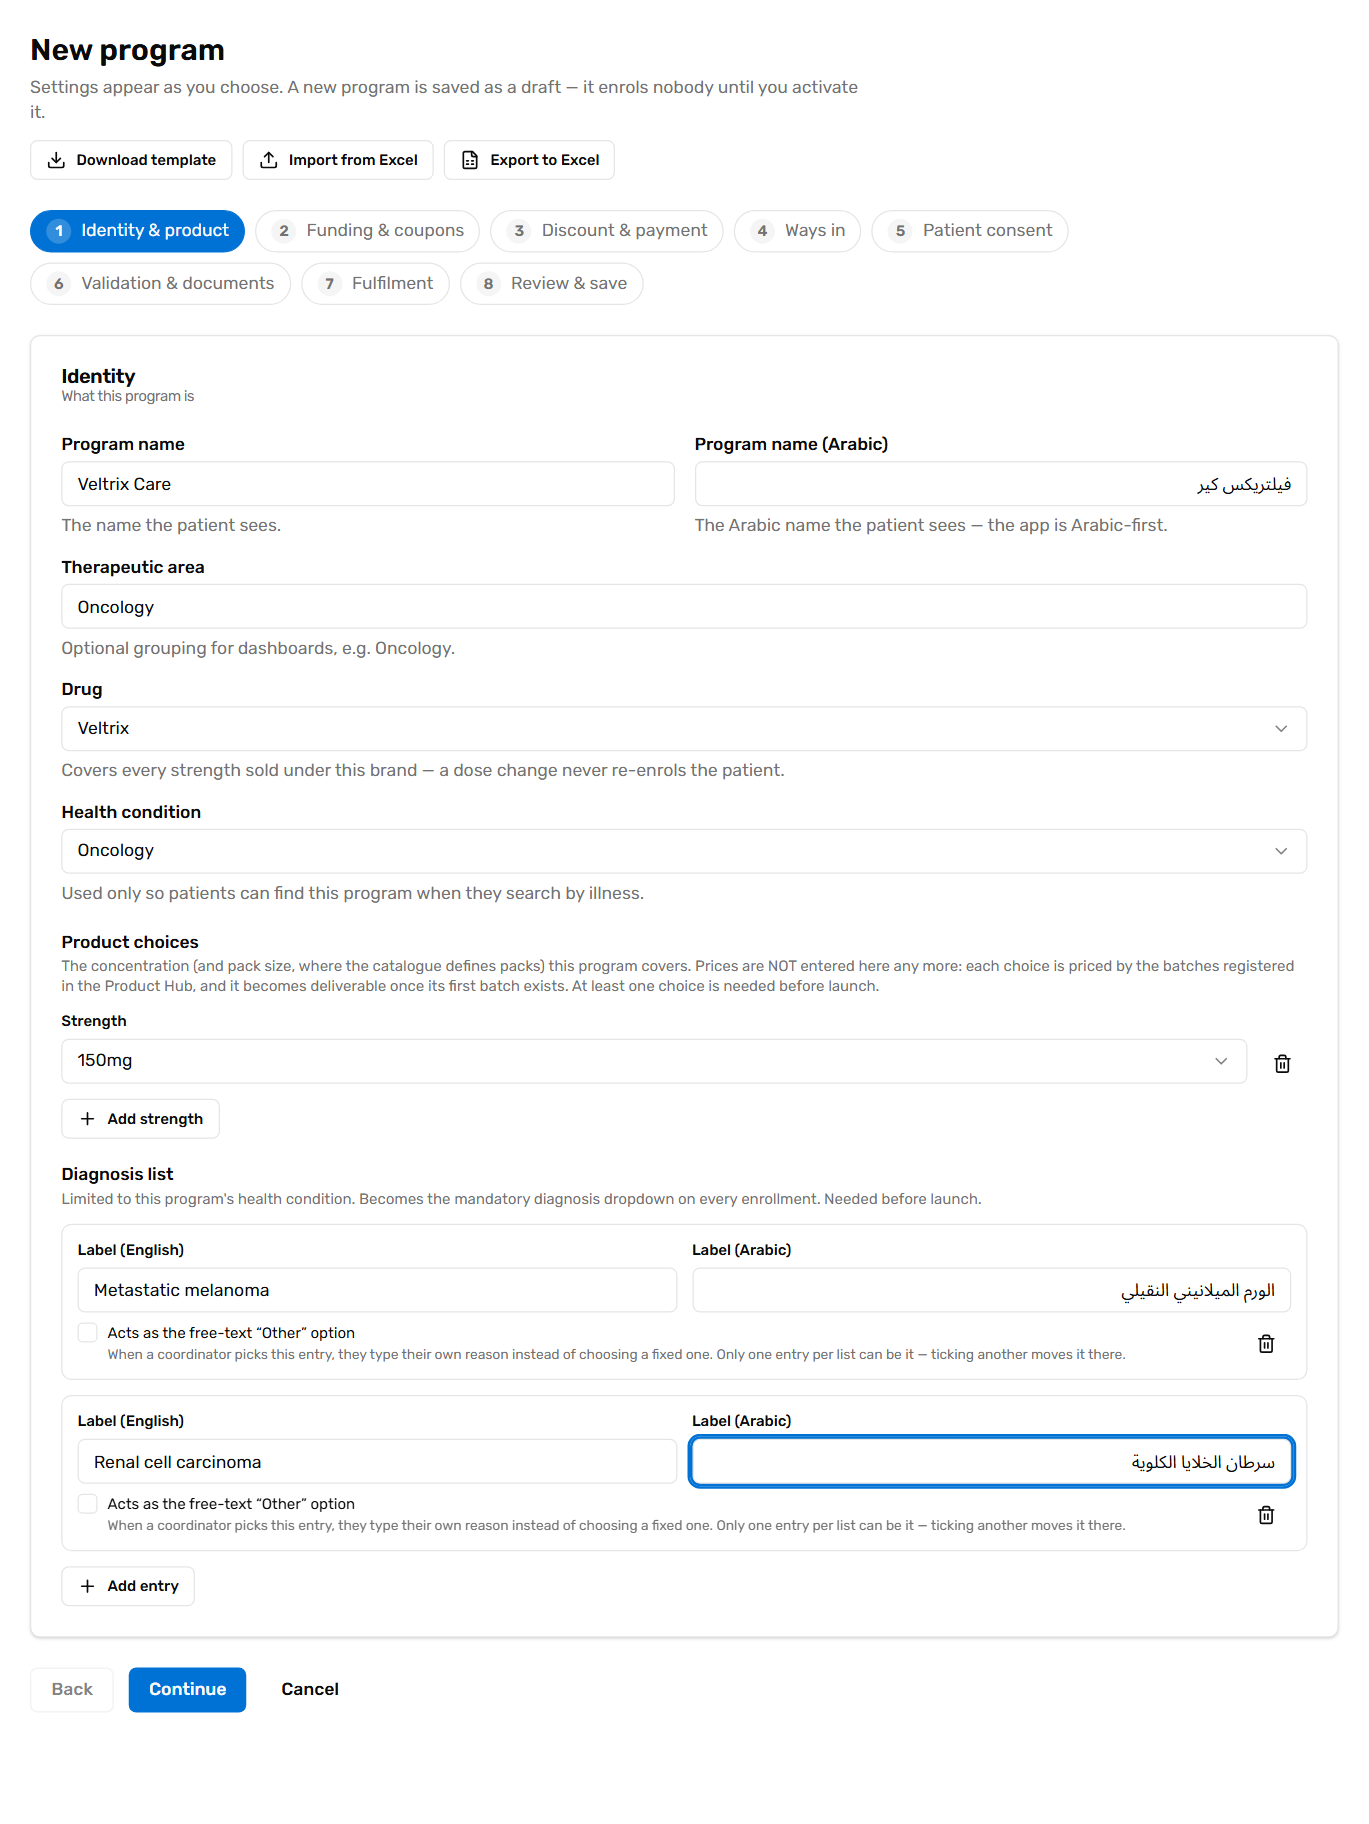 New program
Settings appear as you choose. A new program is saved as a draft — it enrols nobody until you activate
it.
Download template
Import from Excel
Export to Excel
1 Identity & product
2 Funding & coupons
3 Discount & payment
4 Ways in
5 Patient consent
6 Validation & documents
7 Fulfilment
8 Review & save
Identity
What this program is
Program name
Program name (Arabic)
Veltrix Care
فيلتريكس كير
The name the patient sees.
The Arabic name the patient sees — the app is Arabic-first.
Therapeutic area
Oncology
Optional grouping for dashboards, e.g. Oncology.
Drug
Veltrix
Covers every strength sold under this brand — a dose change never re-enrols the patient.
Health condition
Oncology
Used only so patients can find this program when they search by illness.
Product choices
The concentration (and pack size, where the catalogue defines packs) this program covers. Prices are NOT entered here any more: each choice is priced by the batches registered
in the Product Hub, and it becomes deliverable once its first batch exists. At least one choice is needed before launch.
Strength
150mg
Add strength
Diagnosis list
Limited to this program's health condition. Becomes the mandatory diagnosis dropdown on every enrollment. Needed before launch.
Label (English)
Label (Arabic)
Metastatic melanoma
الورم الميلانيني النقيلي
Acts as the free-text “Other” option
When a coordinator picks this entry, they type their own reason instead of choosing a fixed one. Only one entry per list can be it — ticking another moves it there.
Label (English)
Label (Arabic)
Renal cell carcinoma
سرطان الخلايا الكلوية
Acts as the free-text “Other” option
When a coordinator picks this entry, they type their own reason instead of choosing a fixed one. Only one entry per list can be it — ticking another moves it there.
Add entry
Back
Continue
Cancel